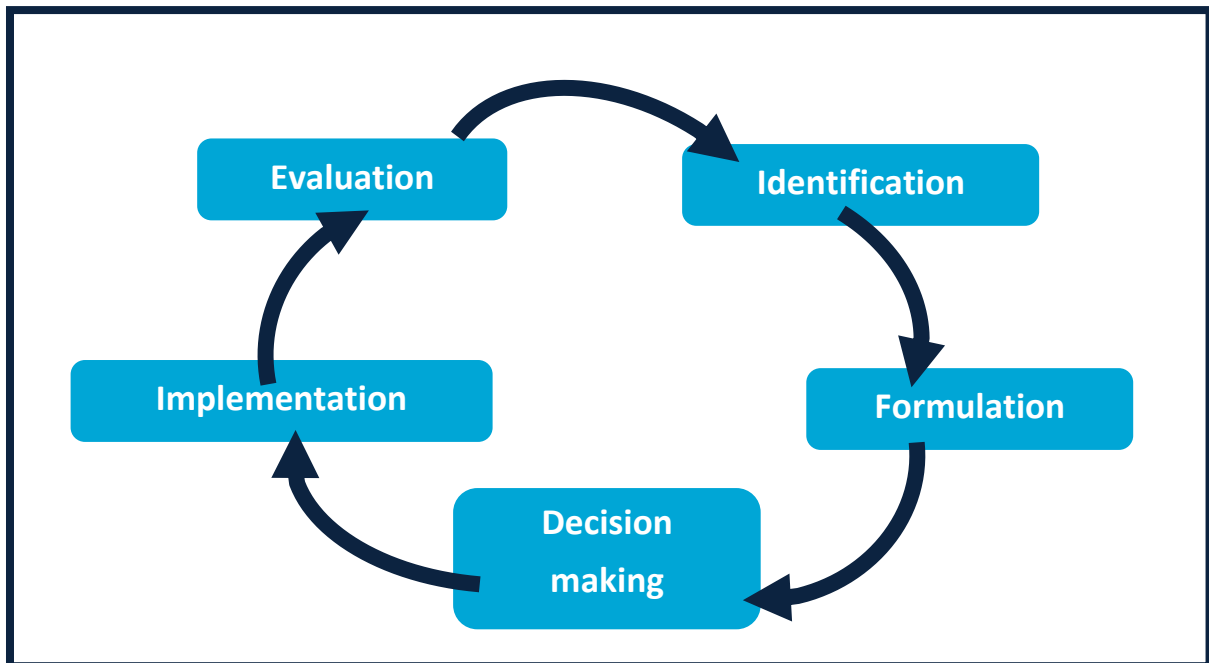 Evaluation
Identification
Implementation
Formulation
Decision
making